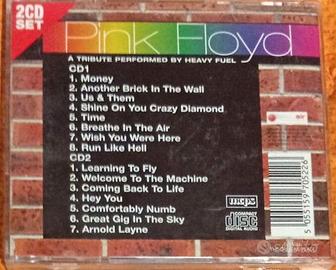 2CD
SET
Pink Floyd
A TRIBUTE PERFORMED BY HEAVY FUEL
CD1
1. Money
2. Another Brick In The Wall
3. Us & Them
4. Shine On You Crazy Diamond
5. Time
6. Breathe In The Air
7. Wish You Were Here
8. Run Like Hell
CD2
1. Learning To Fly
2. Welcome To The Machine
3. Coming Back To Life
4. Hey You
5. Comfortably Numb
6. Great Gig In The Sky
7. Arnold Layne
mcps
COMPACT
disc
DIGITAL AUDIO
5 055159 705226